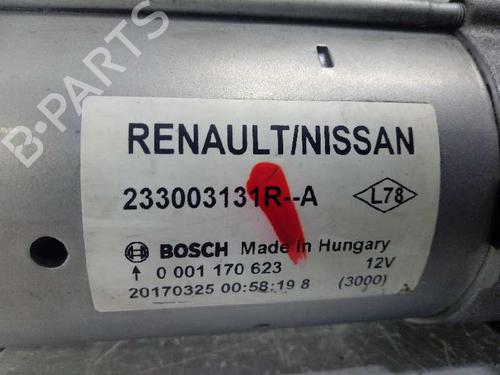 B-PARTS
RENAULT/NISSAN
233003131R--A
L78
BOSCH Made in Hungary
0 001 170 623 12V
20170325 00:58:19 8 (3000)